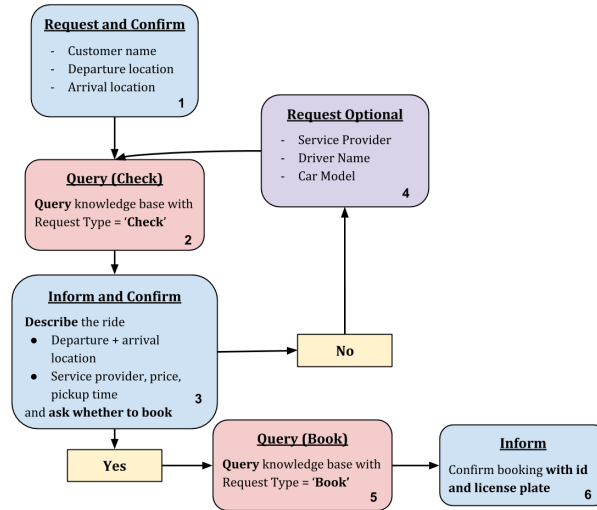 Request and Confirm
- Customer name
- Departure location
- Arrival location
1
Request Optional
- Service Provider
- Driver Name
- Car Model
4
Query (Check)
Query knowledge base with
Request Type = ‘Check’
2
Inform and Confirm
Describe the ride
● Departure + arrival
location
● Service provider, price,
pickup time
and ask whether to book
3
No
Yes
Query (Book)
Query knowledge base with
Request Type = ‘Book’
5
Inform
Confirm booking with id
and license plate
6